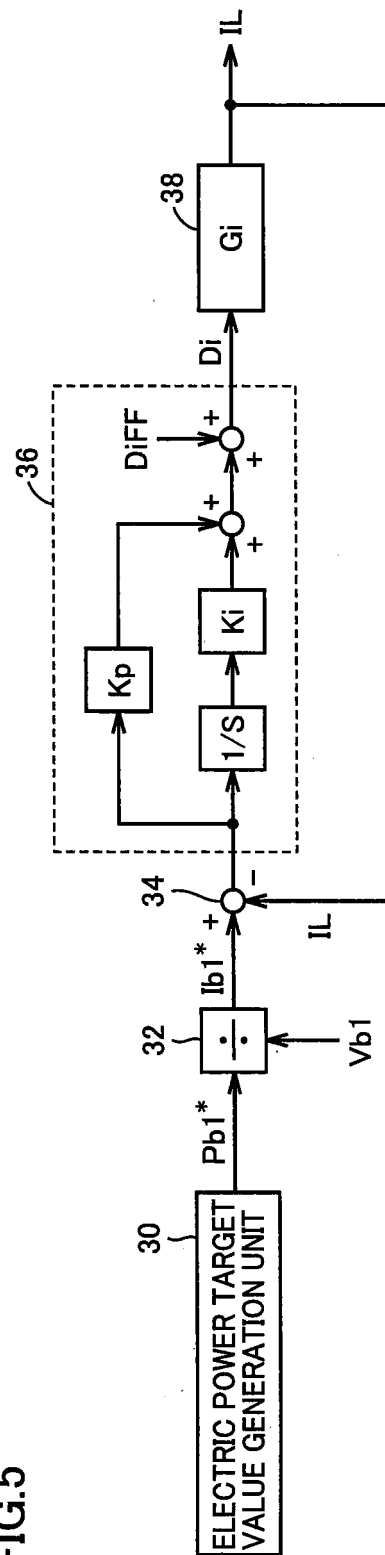 FIG.5
30
ELECTRIC POWER TARGET
VALUE GENERATION UNIT
Pb1*
32
÷
Vb1
Ib1*
34
+
−
IL
36
Kp
1/S
Ki
+
+
DiFF
+
+
Di
38
Gi
IL